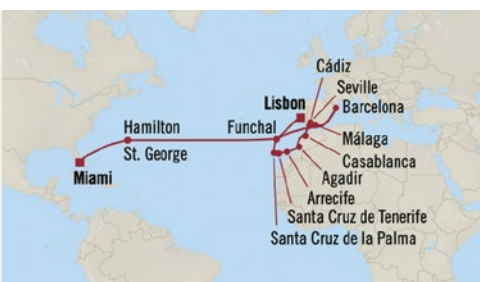 Cádiz
Seville
Lisbon
Barcelona
Hamilton
Funchal
Málaga
St. George
Casablanca
Miami
Agadir
Arrecife
Santa Cruz de Tenerife
Santa Cruz de la Palma